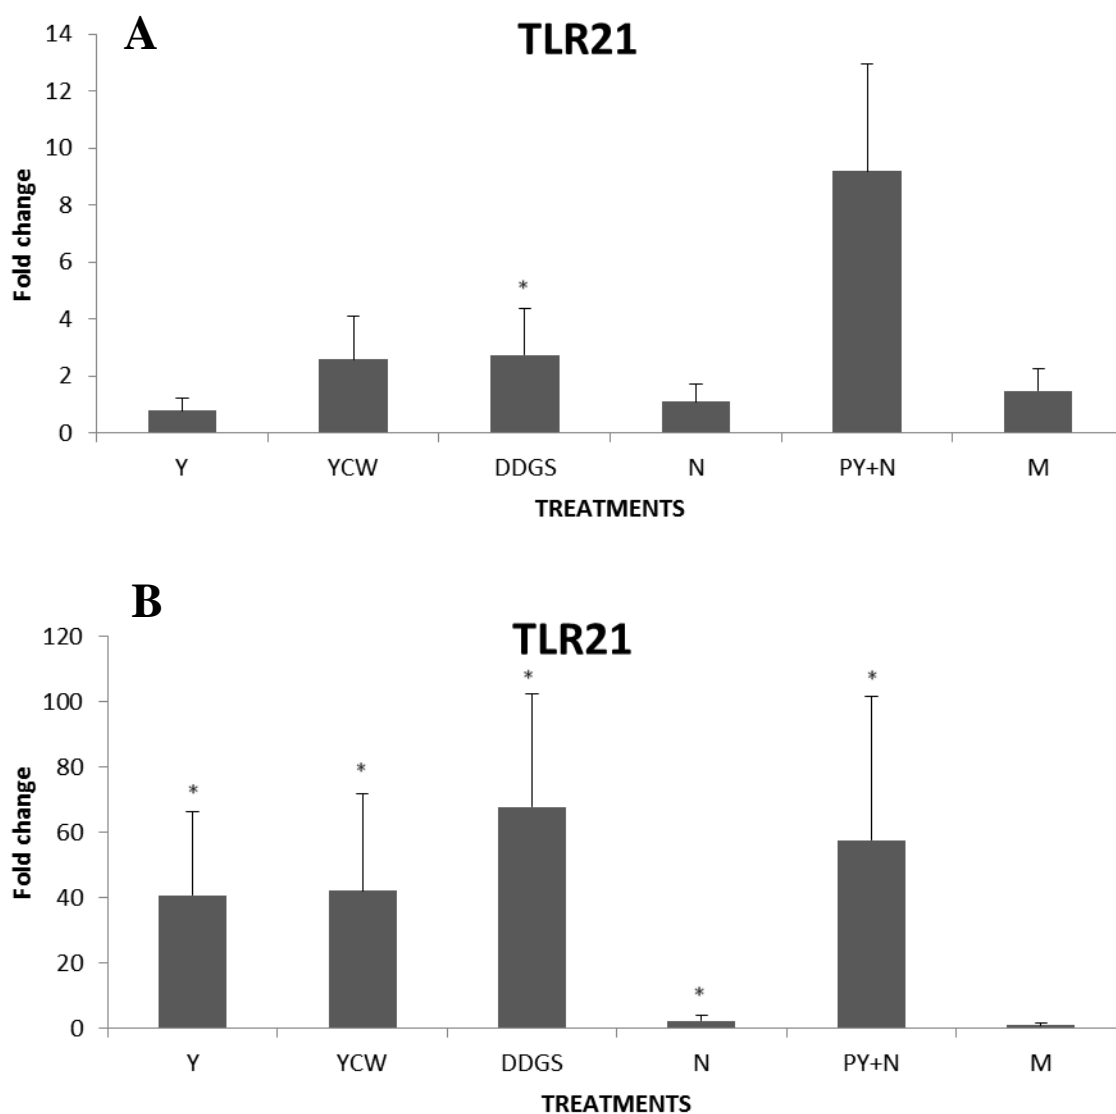 A
TLR21
14
12
10
8
6
4
2
0
Fold change
*
Y YCW DDGS N PY+N M
TREATMENTS
B
TLR21
120
100
80
60
40
20
0
Fold change
* * * * *
Y YCW DDGS N PY+N M
TREATMENTS